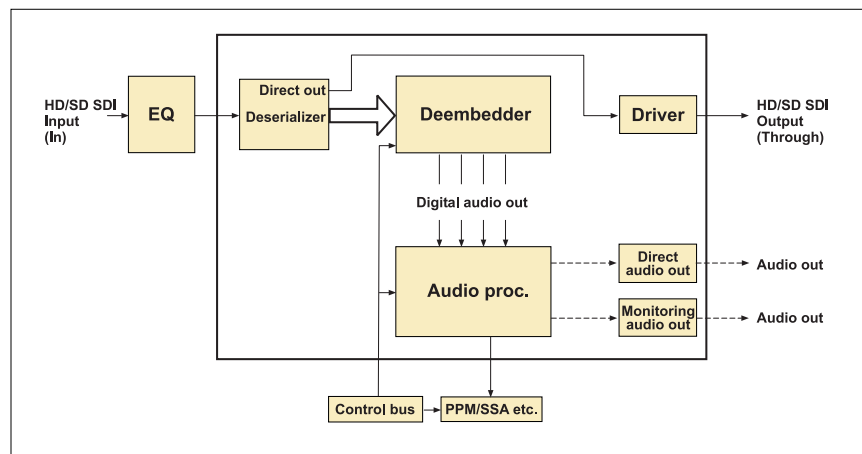 HD/SD SDI
Input
(In)
EQ
Direct out
Deserializer
Deembedder
Driver
HD/SD SDI
Output
(Through)
Digital audio out
Audio proc.
Direct
audio out
Audio out
Monitoring
audio out
Audio out
Control bus
PPM/SSA etc.